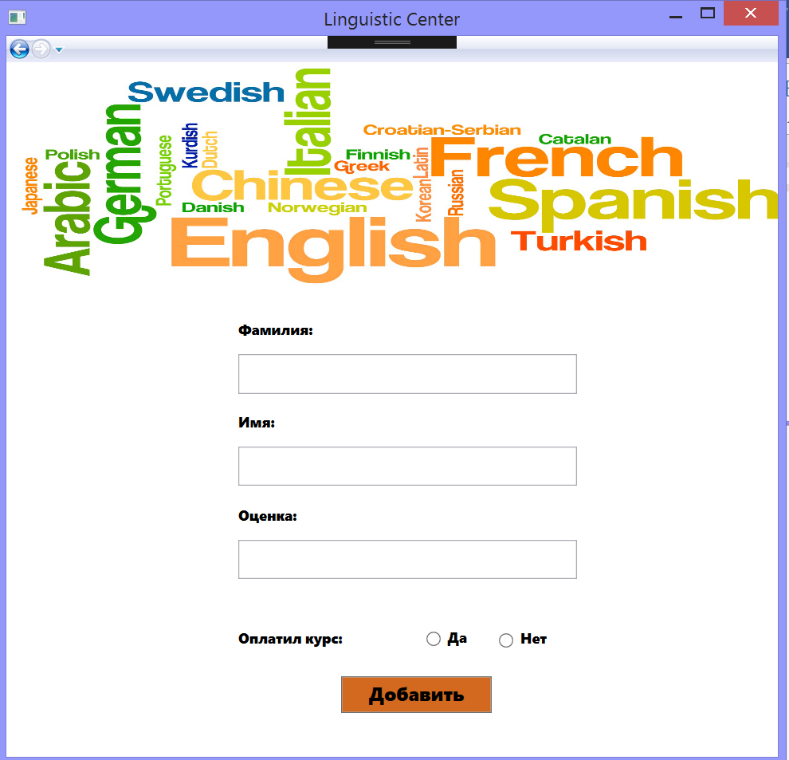 Linguistic Center
Swedish
Italian
German
Kurdish
Dutch
Croatian-Serbian
Catalan
Portuguese
Polish
Finnish
Latin
French
Japanese
Arabic
Greek
Chinese
Korean
Russian
Spanish
Danish
Norwegian
English
Turkish
Фамилия:
Имя:
Оценка:
Оплатил курс: Да Нет
Добавить